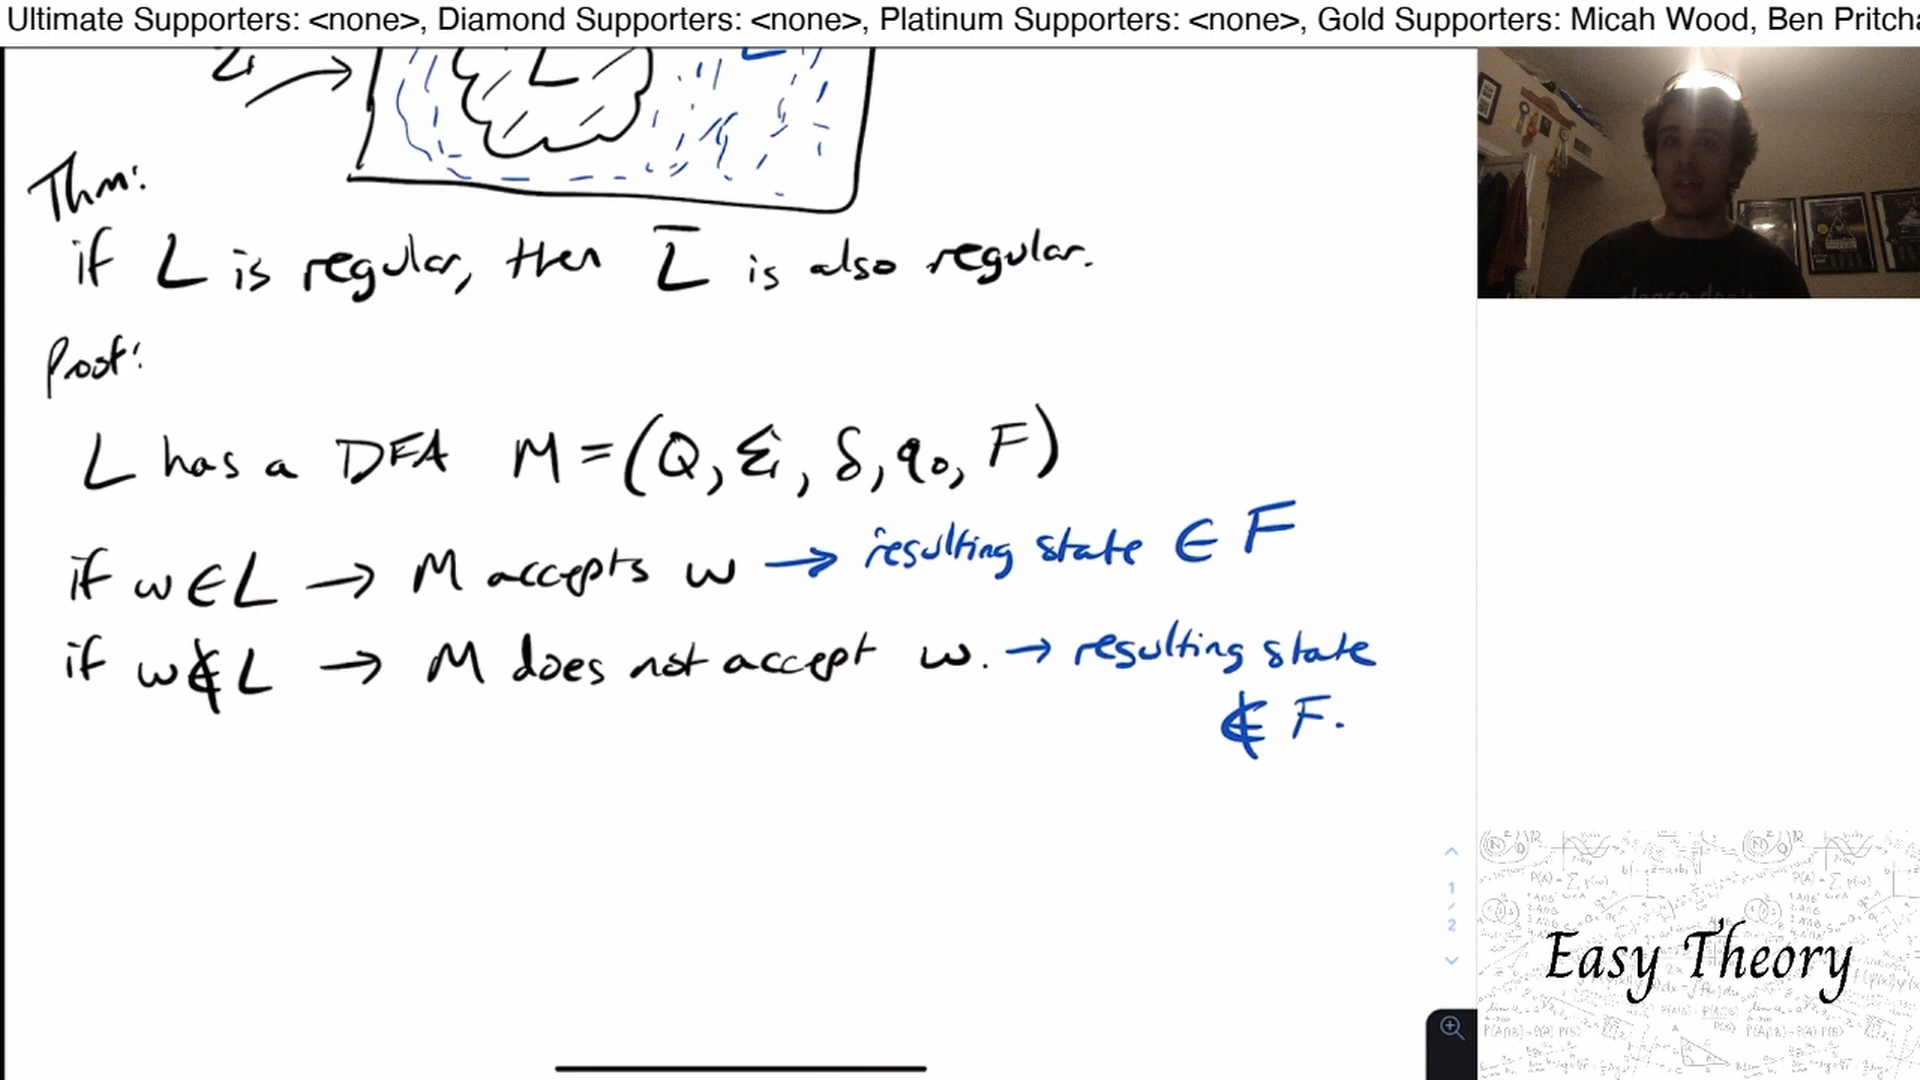 Ultimate Supporters: <none>, Diamond Supporters: <none>, Platinum Supporters: <none>, Gold Supporters: Micah Wood, Ben Pritcha
Σ
L
Thm:
if L is regular, then L̅ is also regular.
Proof:
L has a DFA M = (Q, Σ, δ, q₀, F)
if w ∈ L → M accepts w → resulting state ∈ F
if w ∉ L → M does not accept w. → resulting state
∉ F.
1
/
2
Easy Theory